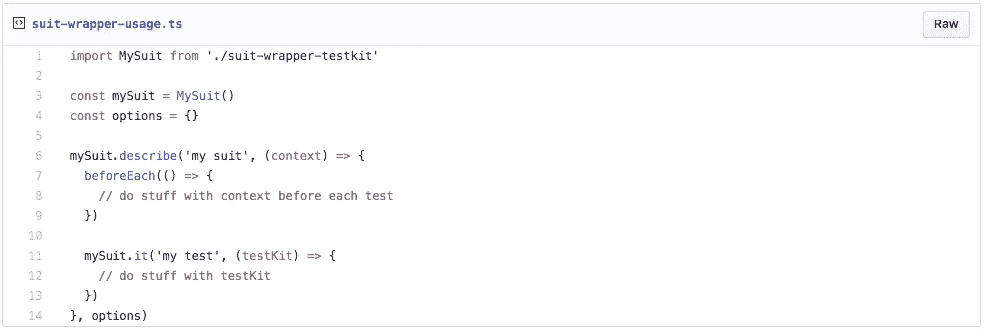 suit-wrapper-usage.ts
Raw
1 import MySuit from './suit-wrapper-testkit'
2
3 const mySuit = MySuit()
4 const options = {}
5
6 mySuit.describe('my suit', (context) => {
7   beforeEach(() => {
8     // do stuff with context before each test
9   })
10
11   mySuit.it('my test', (testKit) => {
12     // do stuff with testKit
13   })
14 }, options)